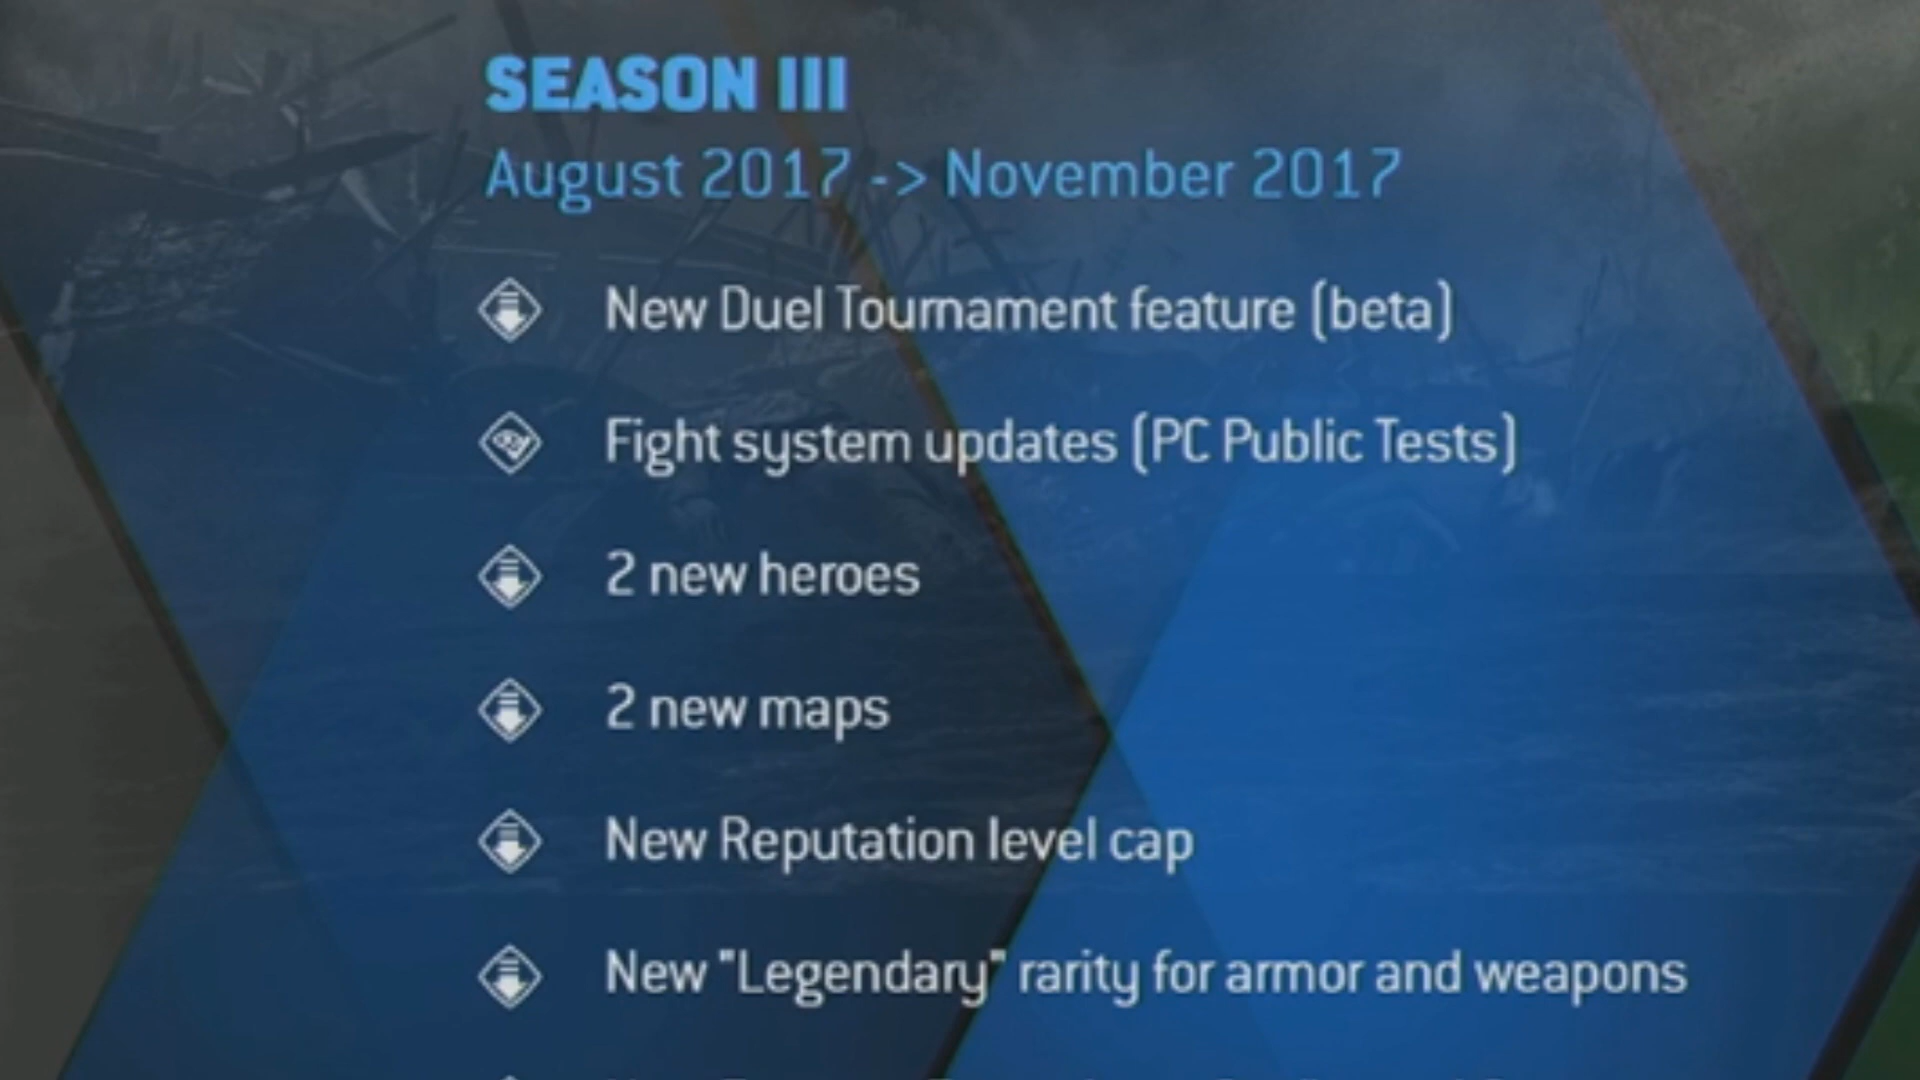 SEASON III
August 2017 -> November 2017
New Duel Tournament feature (beta)
Fight system updates (PC Public Tests)
2 new heroes
2 new maps
New Reputation level cap
New "Legendary" rarity for armor and weapons